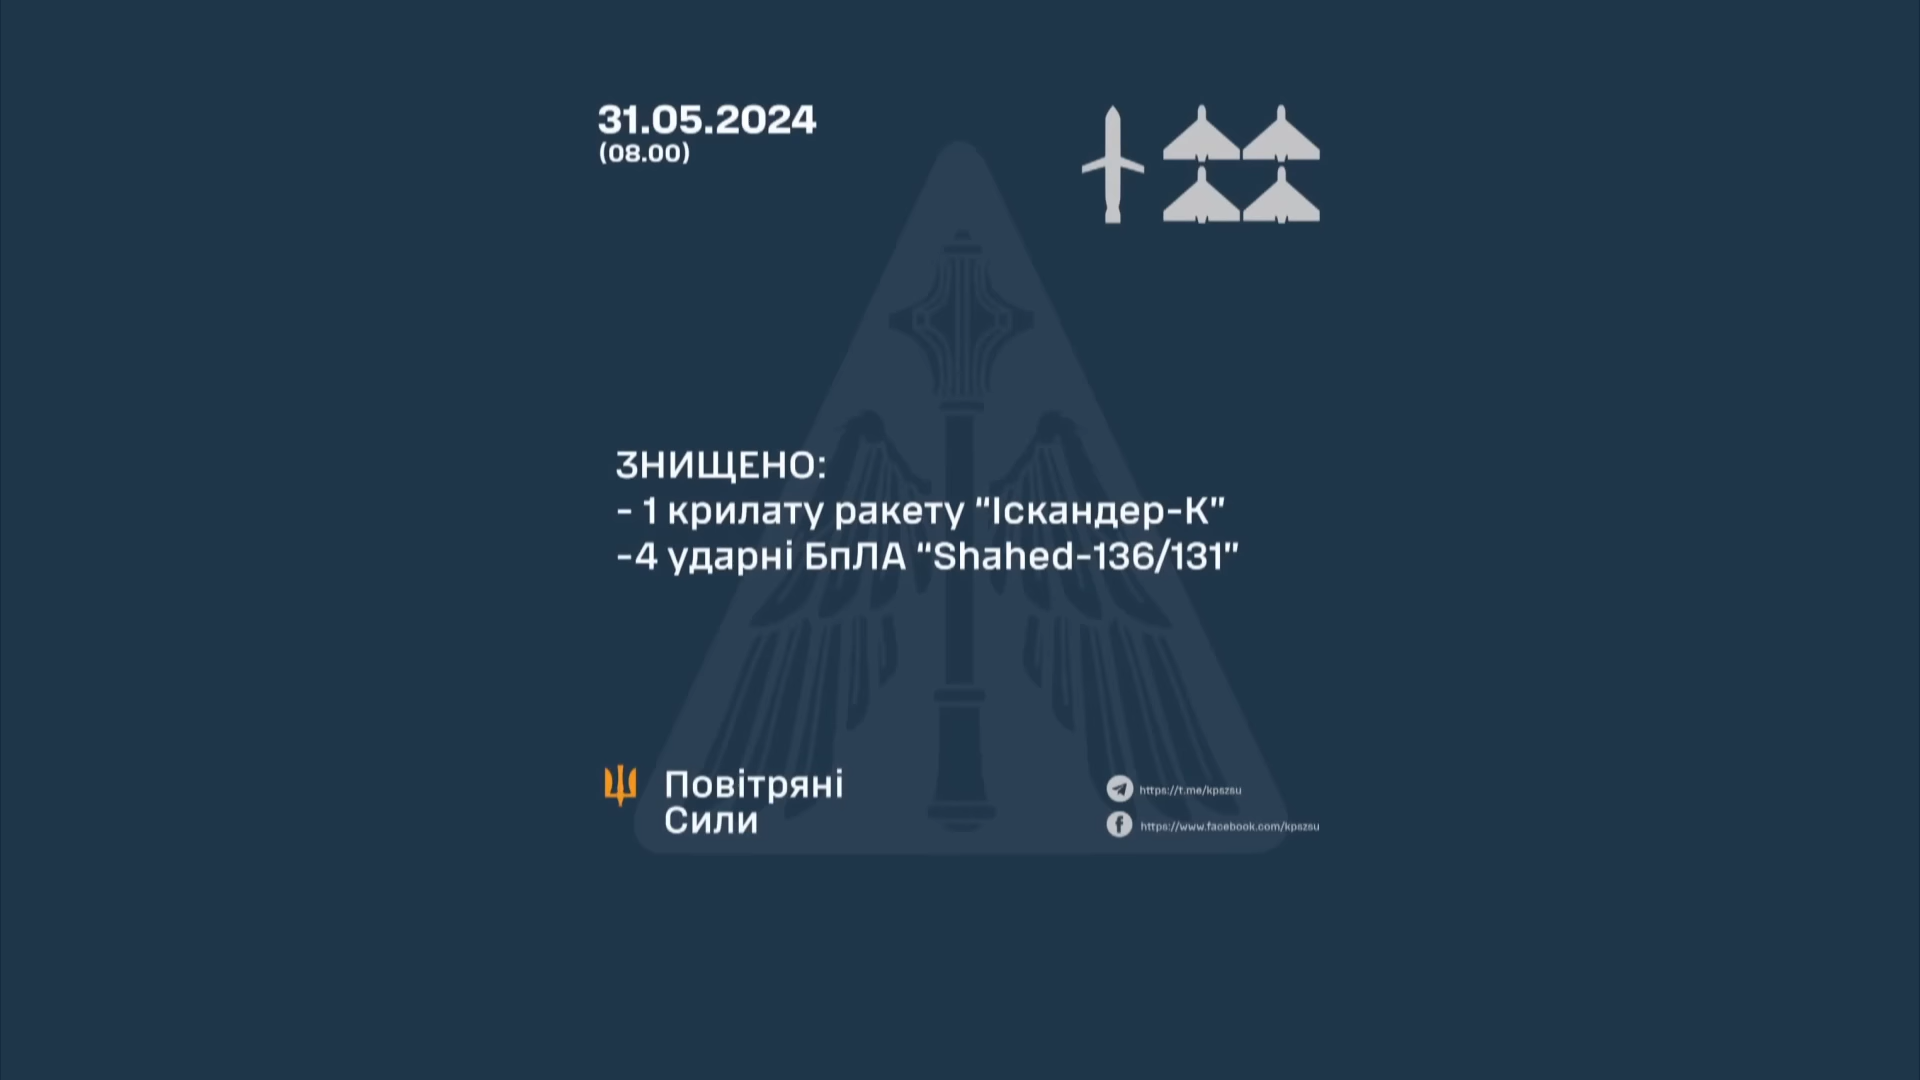 31.05.2024
(08.00)
ЗНИЩЕНО:
- 1 крилату ракету “Іскандер-К”
-4 ударні БпЛА “Shahed-136/131”
Повітряні
Сили
https://t.me/kpszsu
https://www.facebook.com/kpszsu